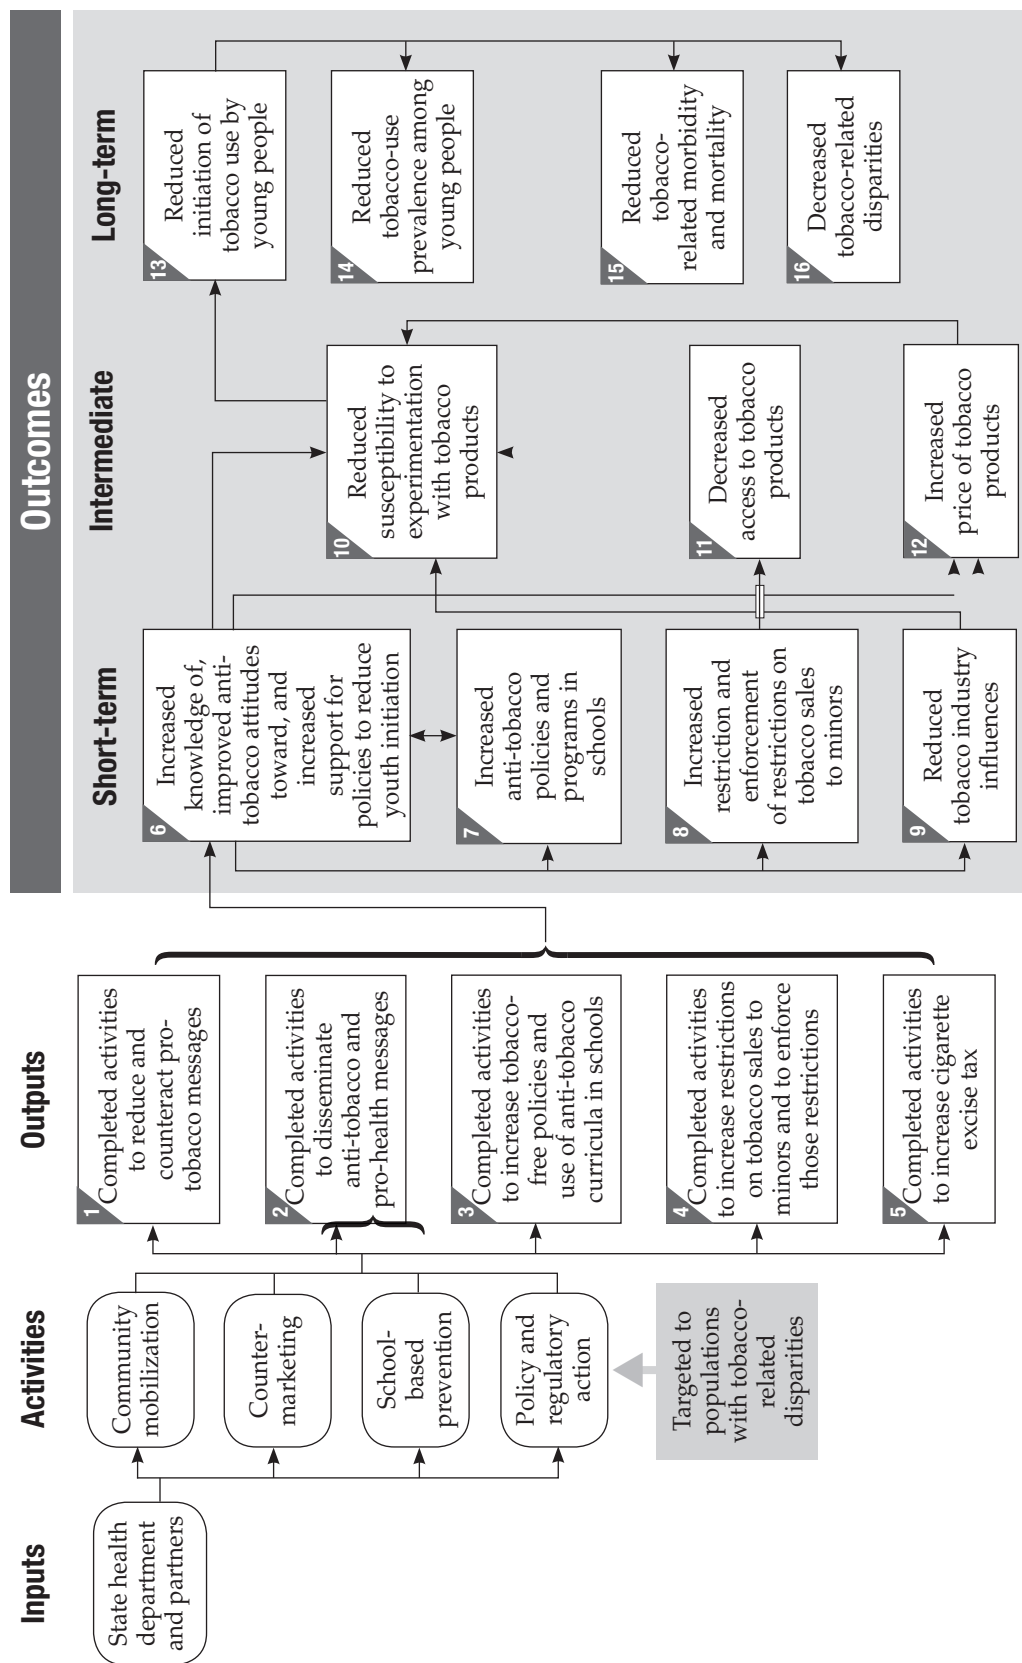 Outcomes
Inputs
Activities
Outputs
Short-term
Intermediate
Long-term
State health
department
and partners
Community
mobilization
Counter-
marketing
School-
based
prevention
Policy and
regulatory
action
Targeted to
populations
with tobacco-
related
disparities
1
Completed activities
to reduce and
counteract pro-
tobacco messages
2
Completed activities
to disseminate
anti-tobacco and
pro-health messages
3
Completed activities
to increase tobacco-
free policies and
use of anti-tobacco
curricula in schools
4
Completed activities
to increase restrictions
on tobacco sales to
minors and to enforce
those restrictions
5
Completed activities
to increase cigarette
excise tax
6
Increased
knowledge of,
improved anti-
tobacco attitudes
toward, and
increased
support for
policies to reduce
youth initiation
7
Increased
anti-tobacco
policies and
programs in
schools
8
Increased
restriction and
enforcement
of restrictions on
tobacco sales
to minors
9
Reduced
tobacco industry
influences
10
Reduced
susceptibility to
experimentation
with tobacco
products
11
Decreased
access to tobacco
products
12
Increased
price of tobacco
products
13
Reduced
initiation of
tobacco use by
young people
14
Reduced
tobacco-use
prevalence among
young people
15
Reduced
tobacco-
related morbidity
and mortality
16
Decreased
tobacco-related
disparities